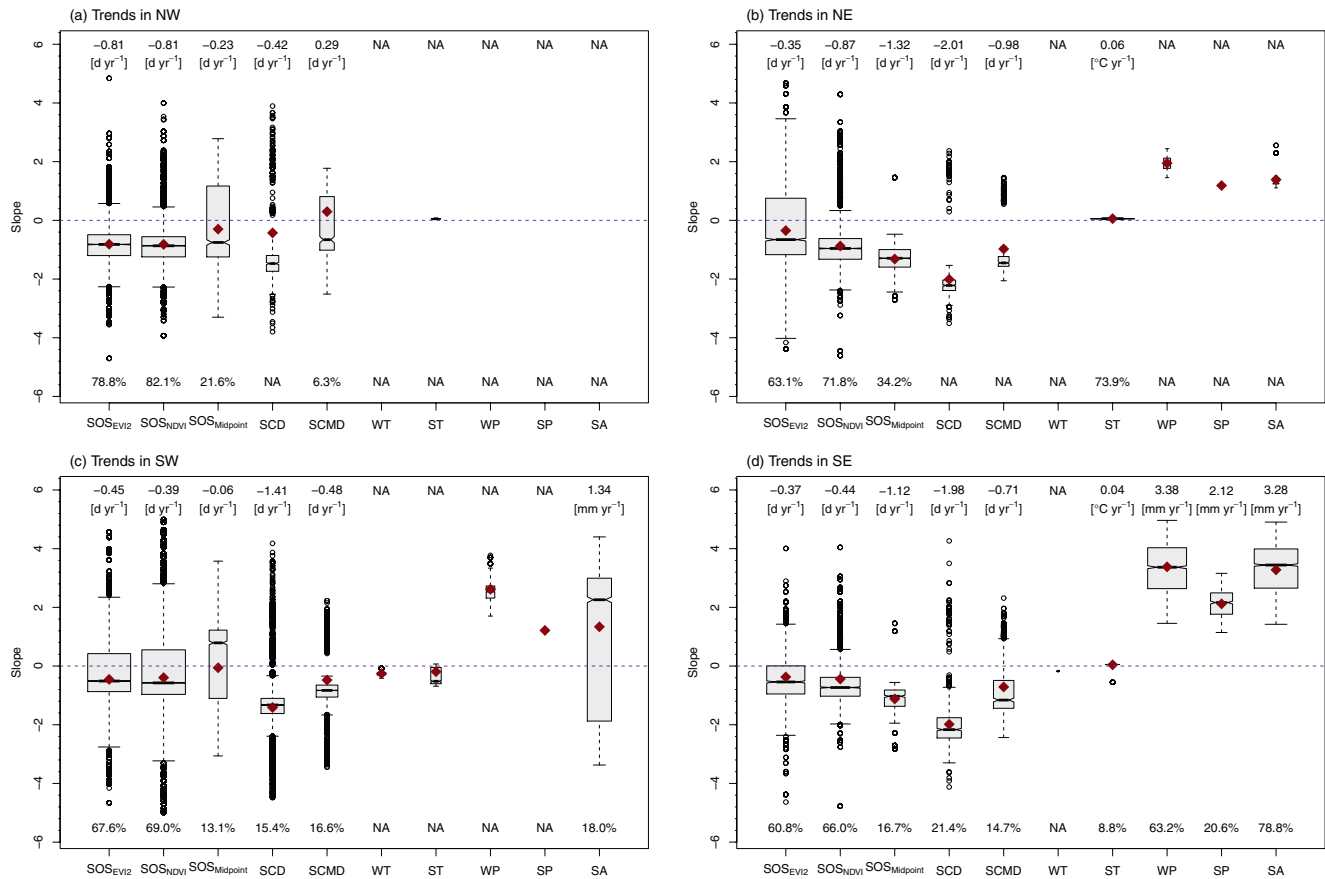 (a) Trends in NW
−0.81 −0.81 −0.23 −0.42 0.29 NA NA NA NA NA
[d yr⁻¹] [d yr⁻¹] [d yr⁻¹] [d yr⁻¹] [d yr⁻¹]
6
4
2
0
−2
−4
−6
Slope
78.8% 82.1% 21.6% NA 6.3% NA NA NA NA NA
SOS_EVI2 SOS_NDVI SOS_Midpoint SCD SCMD WT ST WP SP SA
(b) Trends in NE
−0.35 −0.87 −1.32 −2.01 −0.98 NA 0.06 NA NA NA
[d yr⁻¹] [d yr⁻¹] [d yr⁻¹] [d yr⁻¹] [d yr⁻¹] [°C yr⁻¹]
6
4
2
0
−2
−4
−6
Slope
63.1% 71.8% 34.2% NA NA NA 73.9% NA NA NA
SOS_EVI2 SOS_NDVI SOS_Midpoint SCD SCMD WT ST WP SP SA
(c) Trends in SW
−0.45 −0.39 −0.06 −1.41 −0.48 NA NA NA NA 1.34
[d yr⁻¹] [d yr⁻¹] [d yr⁻¹] [d yr⁻¹] [d yr⁻¹] [mm yr⁻¹]
6
4
2
0
−2
−4
−6
Slope
67.6% 69.0% 13.1% 15.4% 16.6% NA NA NA NA 18.0%
SOS_EVI2 SOS_NDVI SOS_Midpoint SCD SCMD WT ST WP SP SA
(d) Trends in SE
−0.37 −0.44 −1.12 −1.98 −0.71 NA 0.04 3.38 2.12 3.28
[d yr⁻¹] [d yr⁻¹] [d yr⁻¹] [d yr⁻¹] [d yr⁻¹] [°C yr⁻¹] [mm yr⁻¹] [mm yr⁻¹] [mm yr⁻¹]
6
4
2
0
−2
−4
−6
Slope
60.8% 66.0% 16.7% 21.4% 14.7% NA 8.8% 63.2% 20.6% 78.8%
SOS_EVI2 SOS_NDVI SOS_Midpoint SCD SCMD WT ST WP SP SA